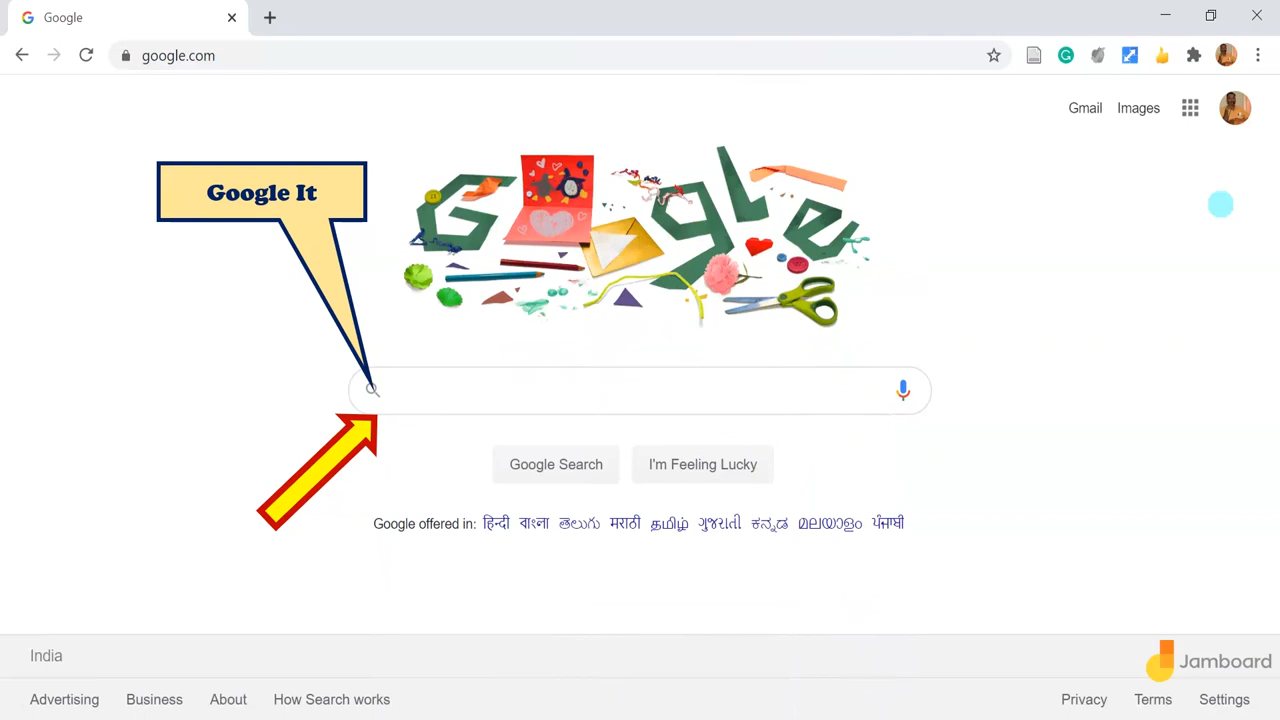 Google
google.com
Gmail Images
Google It
Google
Google Search I'm Feeling Lucky
Google offered in: हिन्दी বাংলা తెలుగు मराठी தமிழ் ગુજરાતી ಕನ್ನಡ മലയാളം ਪੰਜਾਬੀ
India
Jamboard
Advertising Business About How Search works Privacy Terms Settings